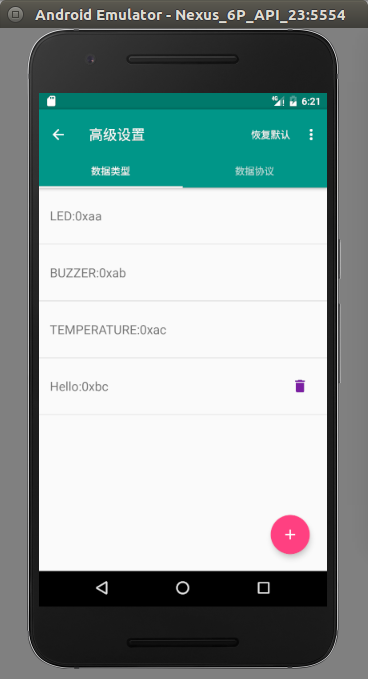 Android Emulator - Nexus_6P_API_23:5554
4G 6:21
高级设置 恢复默认
数据类型 数据协议
LED:0xaa
BUZZER:0xab
TEMPERATURE:0xac
Hello:0xbc